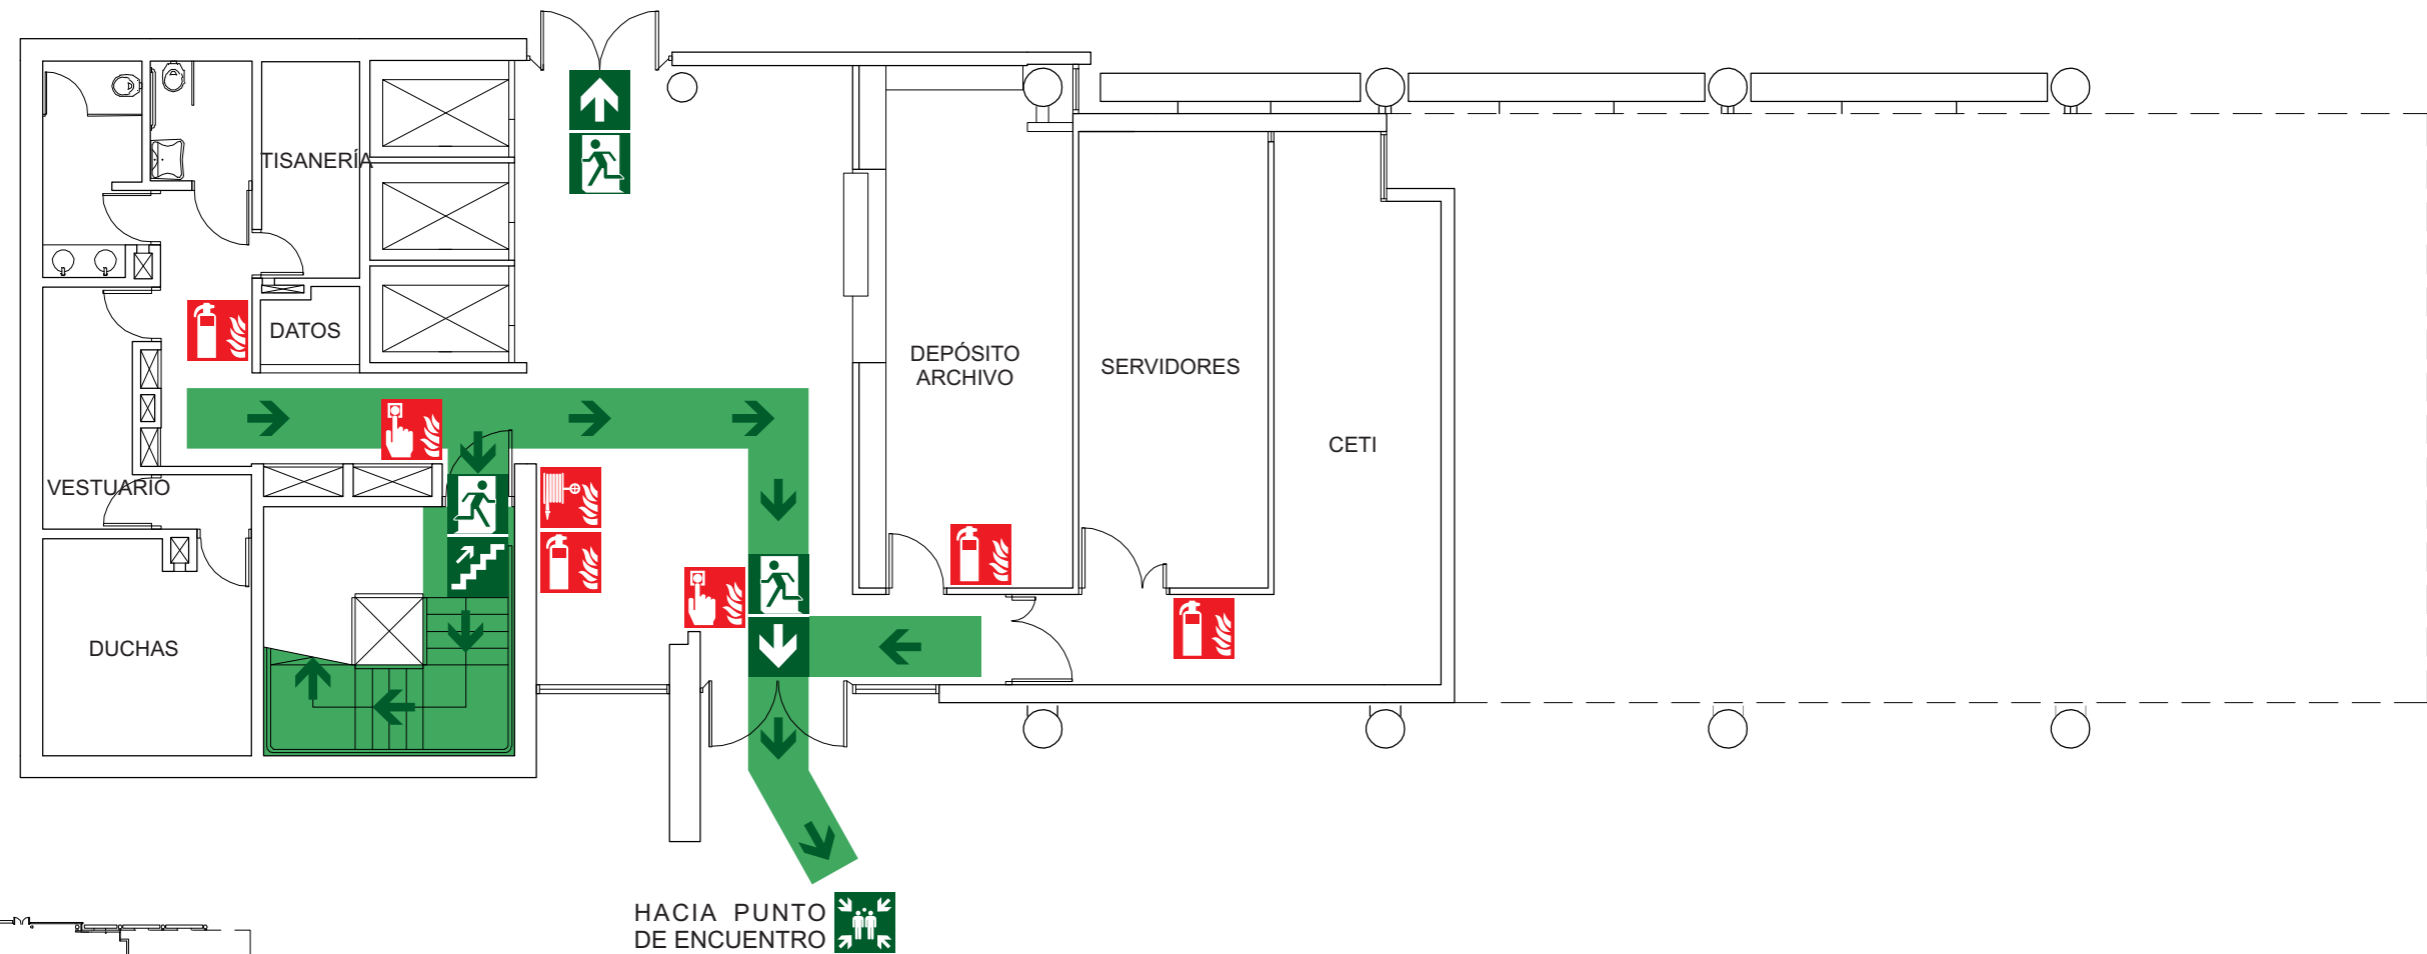 TISANERÍA
DATOS
DEPÓSITO
ARCHIVO
SERVIDORES
CETI
VESTUARIO
DUCHAS
HACIA PUNTO
DE ENCUENTRO